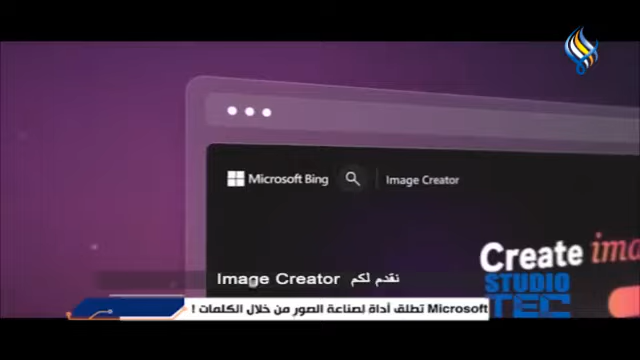 Microsoft Bing Image Creator
Create
نقدم لكم Image Creator
STUDIO
TEC
Microsoft تطلق أداة لصناعة الصور من خلال الكلمات !